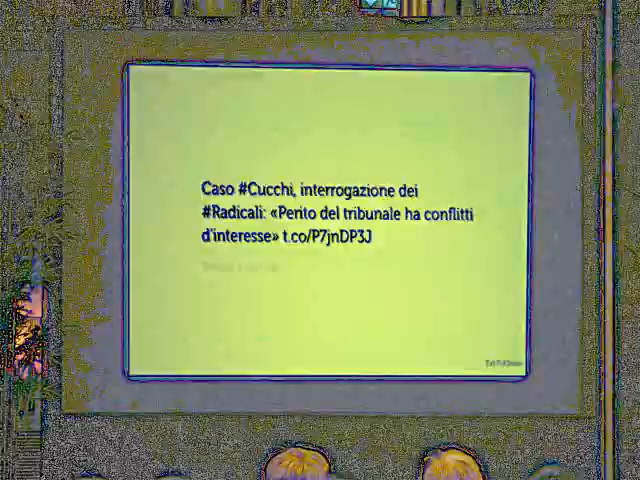 Caso #Cucchi, interrogazione dei
#Radicali: «Perito del tribunale ha conflitti
d'interesse» t.co/P7jnDP3J